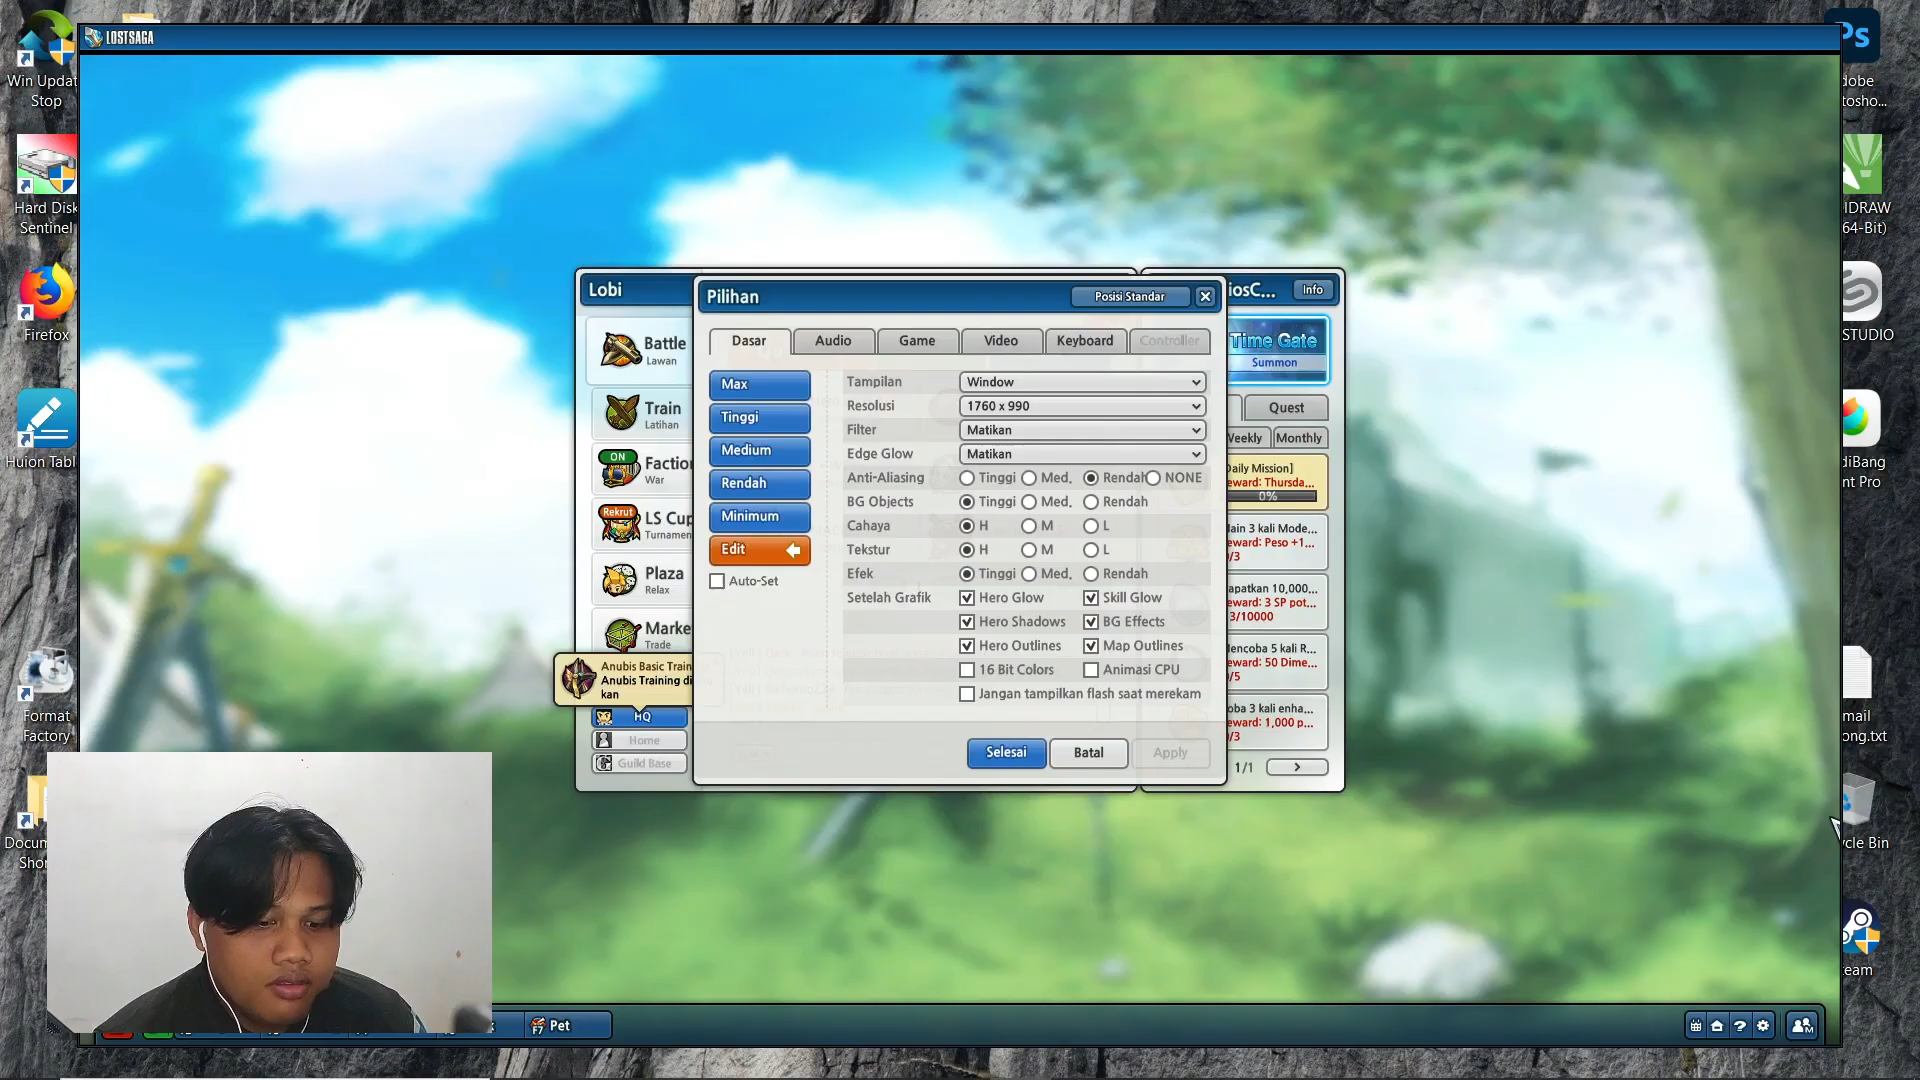 LOSTSAGA
Win Updat
Stop
Hard Disk
Sentinel
Firefox
Huion Tabl
Format
Factory
Docum
Shor
Ps
dobe
tosho...
IDRAW
64-Bit)
STUDIO
diBang
nt Pro
mail
ong.txt
ycle Bin
team
Lobi
Battle
Lawan
Train
Latihan
ON
Faction
War
Rekrut
LS Cup
Turnamen
Plaza
Relax
Marke
Trade
Anubis Basic Train
Anubis Training di
kan
HQ
Home
Guild Base
Pilihan
Posisi Standar
Dasar
Audio
Game
Video
Keyboard
Controller
Max
Tinggi
Medium
Rendah
Minimum
Edit
Auto-Set
Tampilan Window
Resolusi 1760 x 990
Filter Matikan
Edge Glow Matikan
Anti-Aliasing Tinggi Med. Rendah NONE
BG Objects Tinggi Med. Rendah
Cahaya H M L
Tekstur H M L
Efek Tinggi Med. Rendah
Setelah Grafik Hero Glow Skill Glow
Hero Shadows BG Effects
Hero Outlines Map Outlines
16 Bit Colors Animasi CPU
Jangan tampilkan flash saat merekam
Selesai
Batal
Apply
iosC...
Info
Time Gate
Summon
Quest
Weekly
Monthly
Daily Mission]
eward: Thursda...
0%
lain 3 kali Mode...
eward: Peso +1...
0/3
apatkan 10,000...
eward: 3 SP pot...
3/10000
encoba 5 kali R...
eward: 50 Dime...
/5
oba 3 kali enha...
eward: 1,000 p...
/3
1/1
F7 Pet